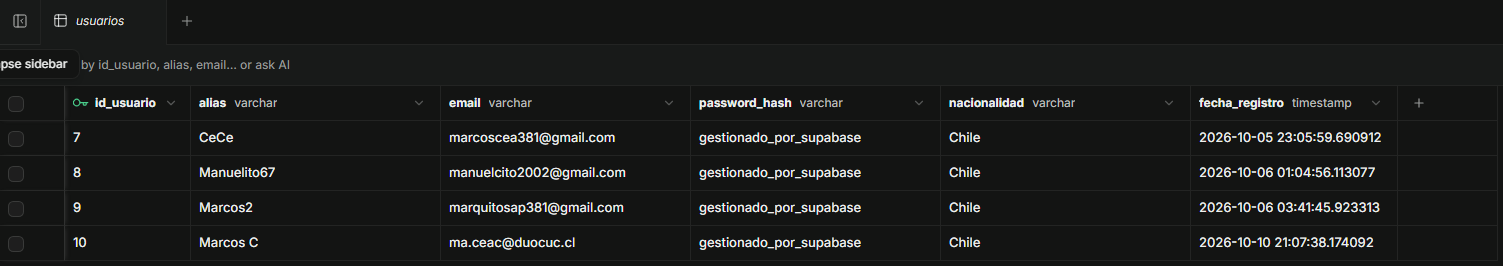 usuarios
pse sidebar by id_usuario, alias, email... or ask AI
id_usuario alias varchar email varchar password_hash varchar nacionalidad varchar fecha_registro timestamp
7 CeCe marcoscea381@gmail.com gestionado_por_supabase Chile 2026-10-05 23:05:59.690912
8 Manuelito67 manuelcito2002@gmail.com gestionado_por_supabase Chile 2026-10-06 01:04:56.113077
9 Marcos2 marquitosap381@gmail.com gestionado_por_supabase Chile 2026-10-06 03:41:45.923313
10 Marcos C ma.ceac@duocuc.cl gestionado_por_supabase Chile 2026-10-10 21:07:38.174092